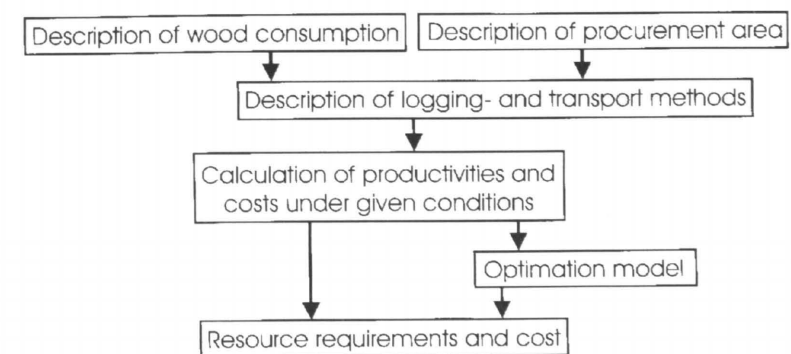 Description of wood consumption
Description of procurement area
Description of logging- and transport methods
Calculation of productivities and
costs under given conditions
Optimation model
Resource requirements and cost